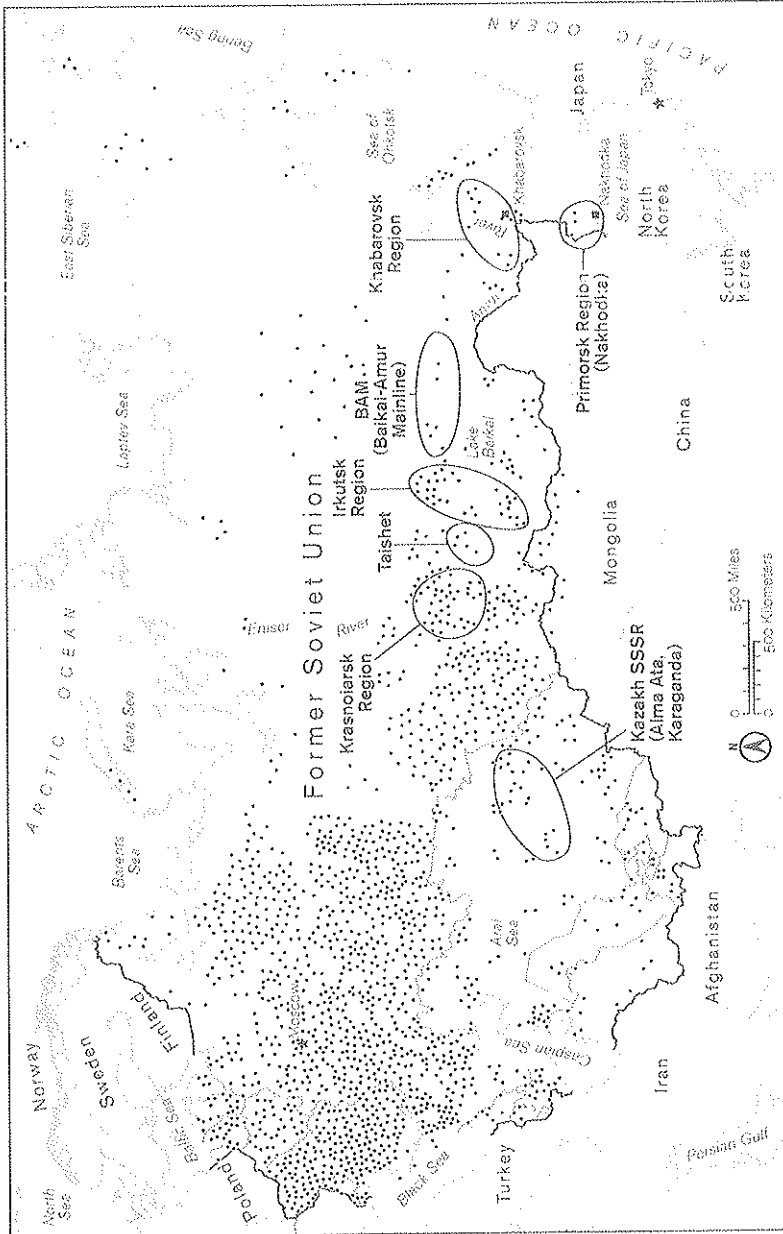 Norway
Sweden
Finland
North
Sea
Baltic Sea
Poland
Moscow
Black Sea
Turkey
Caspian Sea
Aral
Sea
Iran
Persian Gulf
Afghanistan
ARCTIC OCEAN
Barents
Sea
Kara Sea
Laptev Sea
East Siberian
Sea
Bering Sea
PACIFIC OCEAN
Former Soviet Union
Enisei
River
Krasnoiarsk
Region
Taishet
Irkutsk
Region
BAM
(Baikal-Amur
Mainline)
Lake
Baikal
Khabarovsk
Region
Amur
River
Khabarovsk
Sea of
Ohkotsk
Primorsk Region
(Nakhodka)
Nakhodka
Sea of Japan
Japan
Tokyo
North
Korea
South
Korea
China
Mongolia
Kazakh SSSR
(Alma Ata,
Karaganda)
N
0 500 Miles
0 500 Kilometers